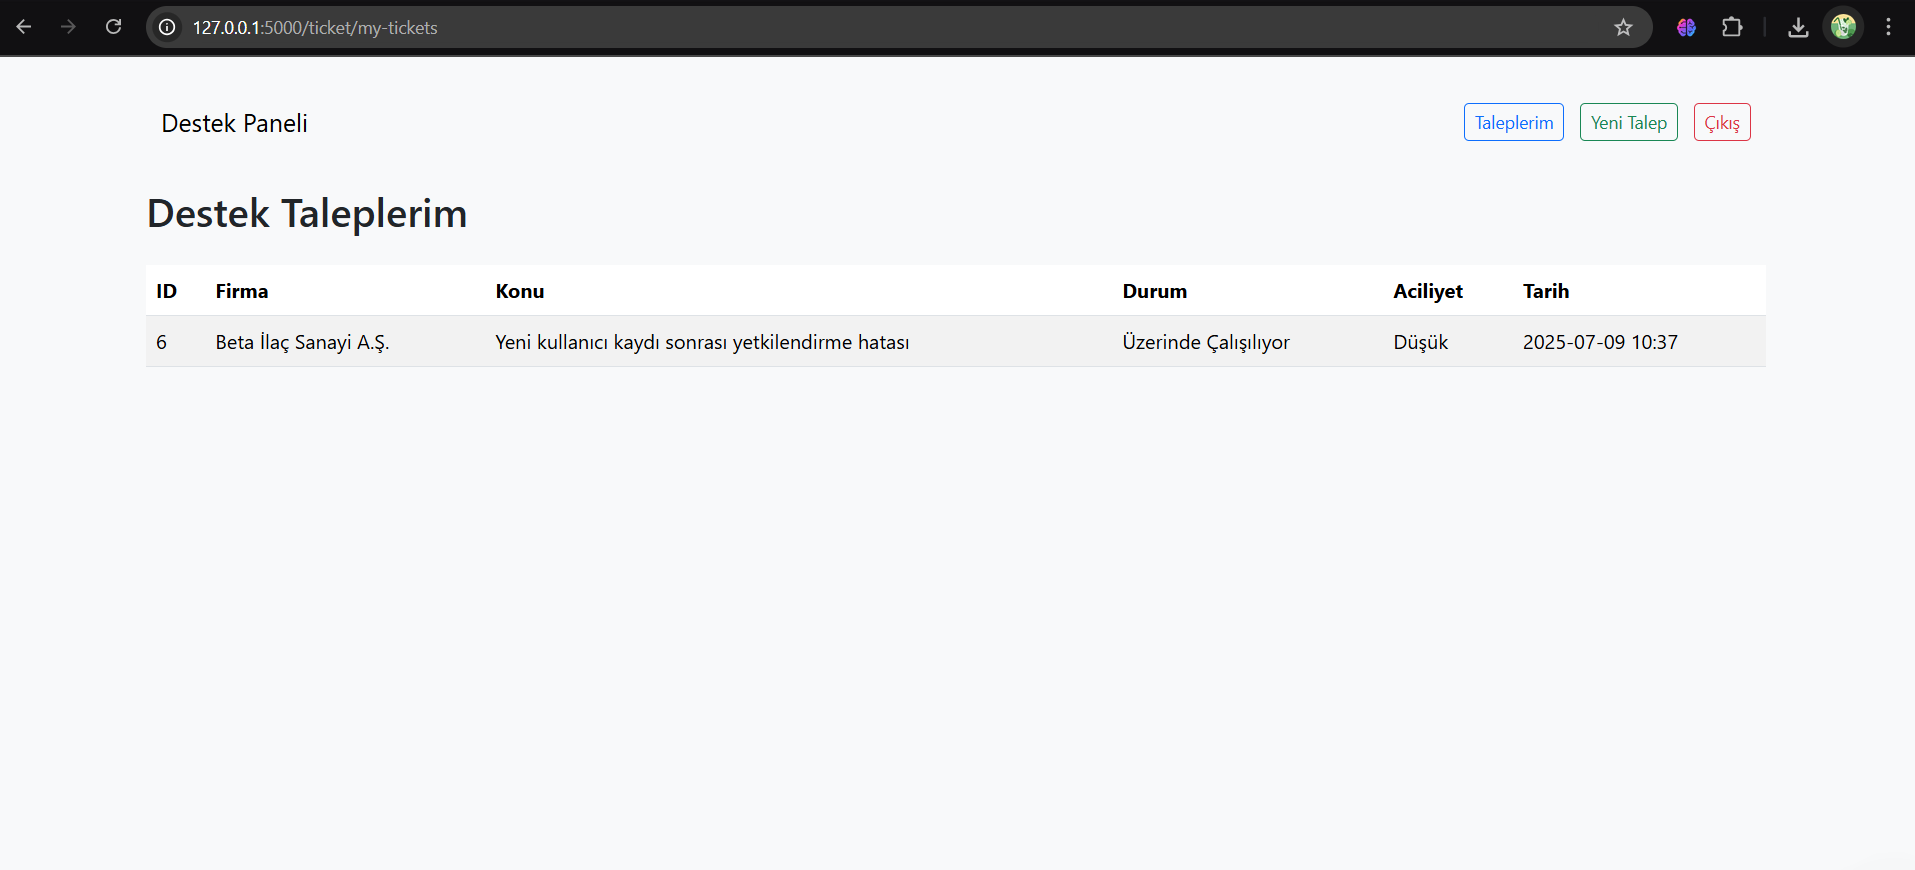 127.0.0.1:5000/ticket/my-tickets
Destek Paneli Taleplerim Yeni Talep Çıkış
Destek Taleplerim
ID Firma Konu Durum Aciliyet Tarih
6 Beta İlaç Sanayi A.Ş. Yeni kullanıcı kaydı sonrası yetkilendirme hatası Üzerinde Çalışılıyor Düşük 2025-07-09 10:37